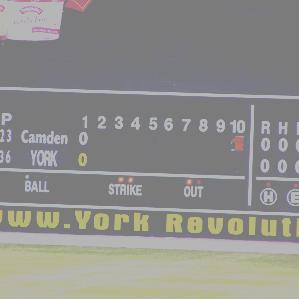 P 1 2 3 4 5 6 7 8 9 10 R H
23 Camden 0 0 0
36 YORK 0 0 0
BALL STRIKE OUT H E
www.York Revoluti